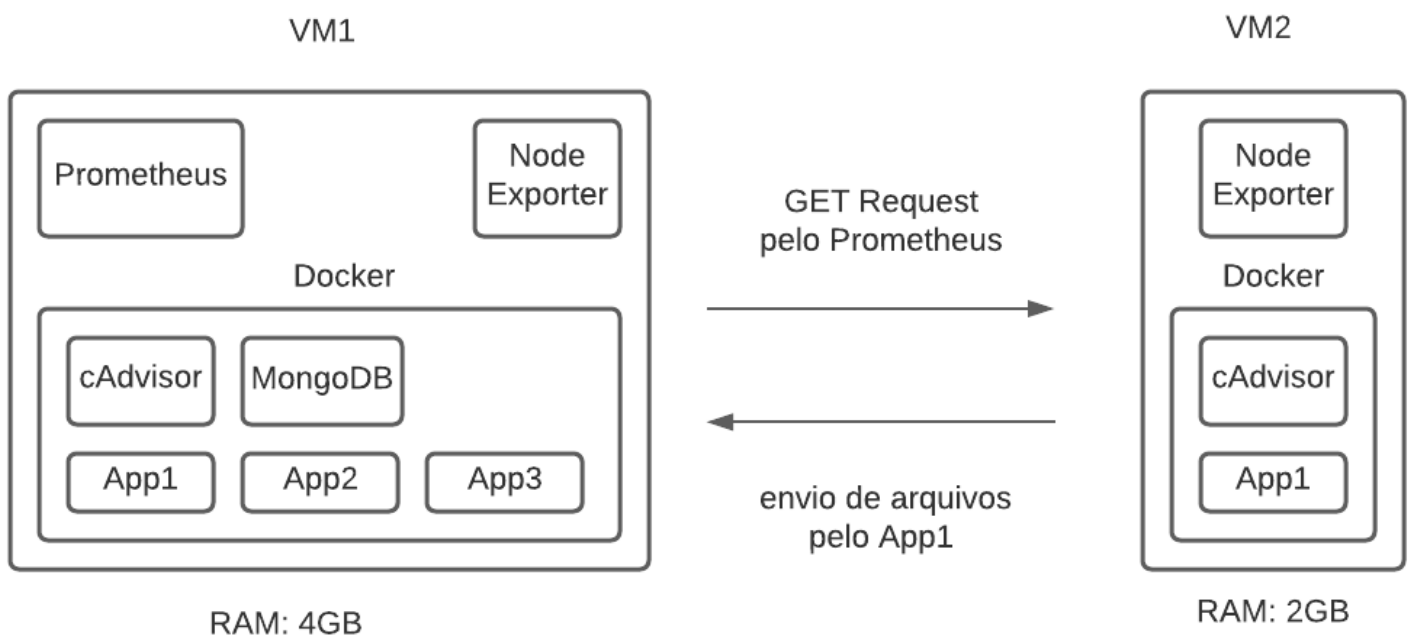 VM1
VM2
Prometheus
Node
Exporter
Docker
cAdvisor
MongoDB
App1
App2
App3
RAM: 4GB
GET Request
pelo Prometheus
envio de arquivos
pelo App1
Node
Exporter
Docker
cAdvisor
App1
RAM: 2GB